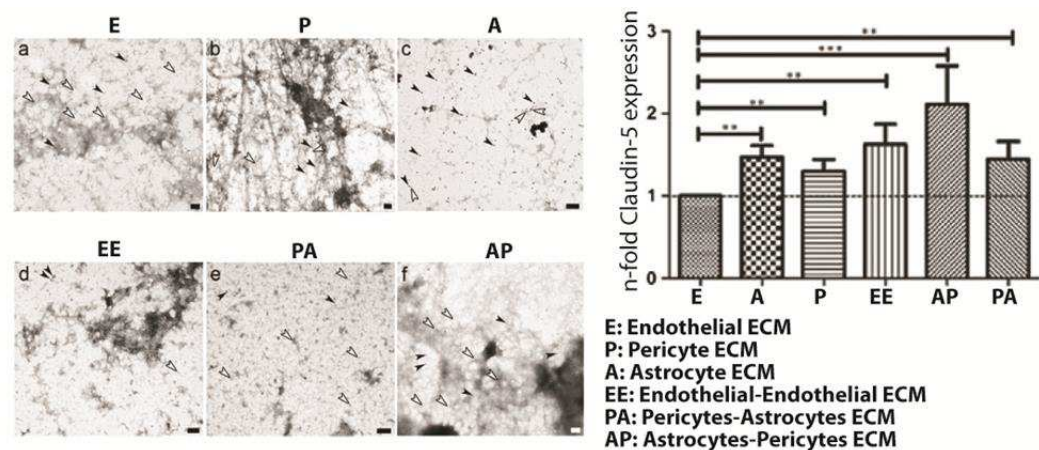 E P A
a b c
EE PA AP
d e f
n-fold Claudin-5 expression
3
2
1
0
**
***
**
**
**
E A P EE AP PA
E: Endothelial ECM
P: Pericyte ECM
A: Astrocyte ECM
EE: Endothelial-Endothelial ECM
PA: Pericytes-Astrocytes ECM
AP: Astrocytes-Pericytes ECM